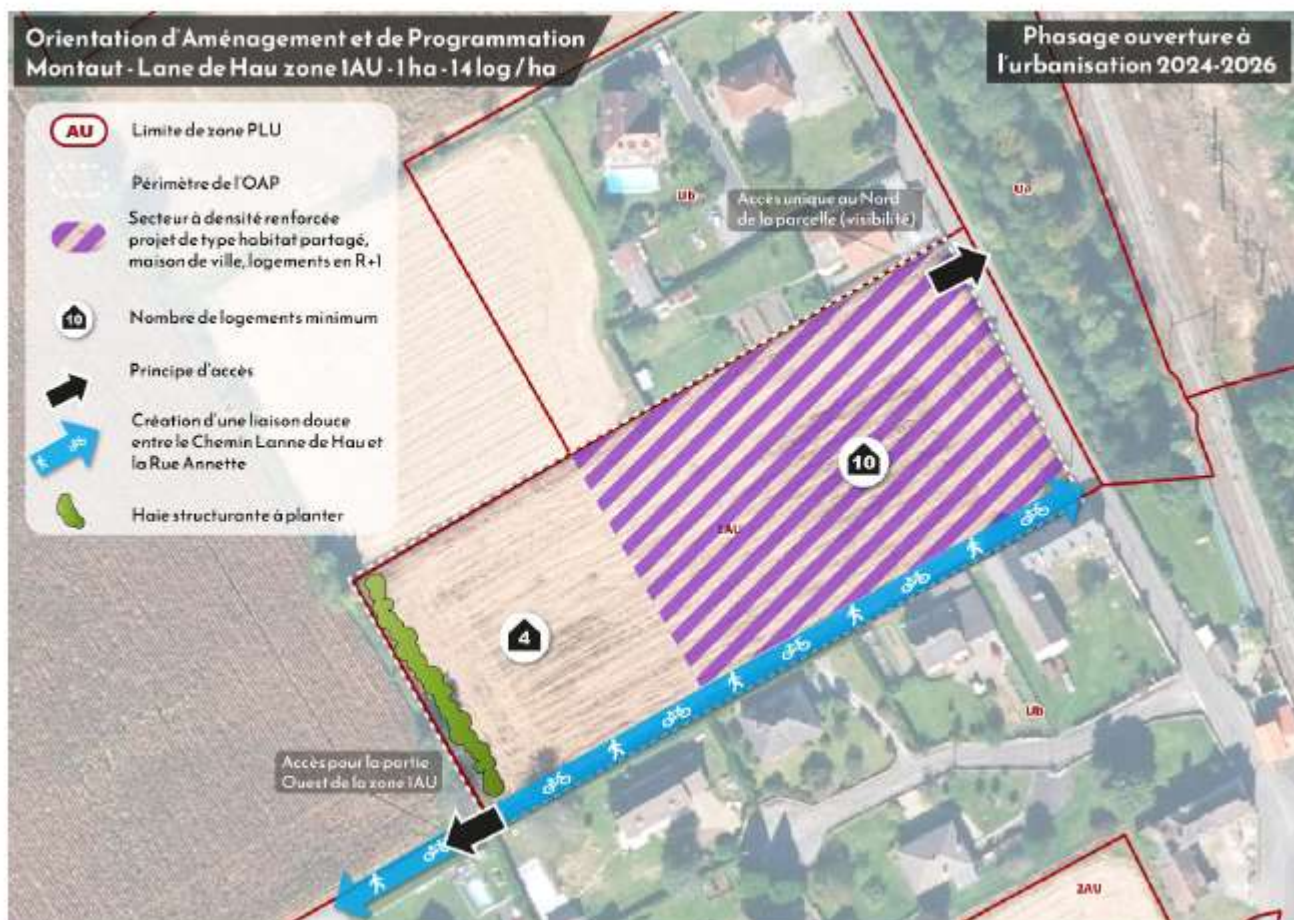 Orientation d'Aménagement et de Programmation
Montaut - Lane de Hau zone 1AU - 1 ha - 14 log / ha
Phasage ouverture à
l'urbanisation 2024-2026
AU
Limite de zone PLU
Périmètre de l'OAP
Secteur à densité renforcée
projet de type habitat partagé,
maison de ville, logements en R+1
10
Nombre de logements minimum
Principe d'accès
Création d'une liaison douce
entre le Chemin Lanne de Hau et
la Rue Annette
Haie structurante à planter
Ub
Accès unique au Nord
de la parcelle (visibilité)
10
1AU
4
Ub
Accès pour la partie
Ouest de la zone 1AU
2AU